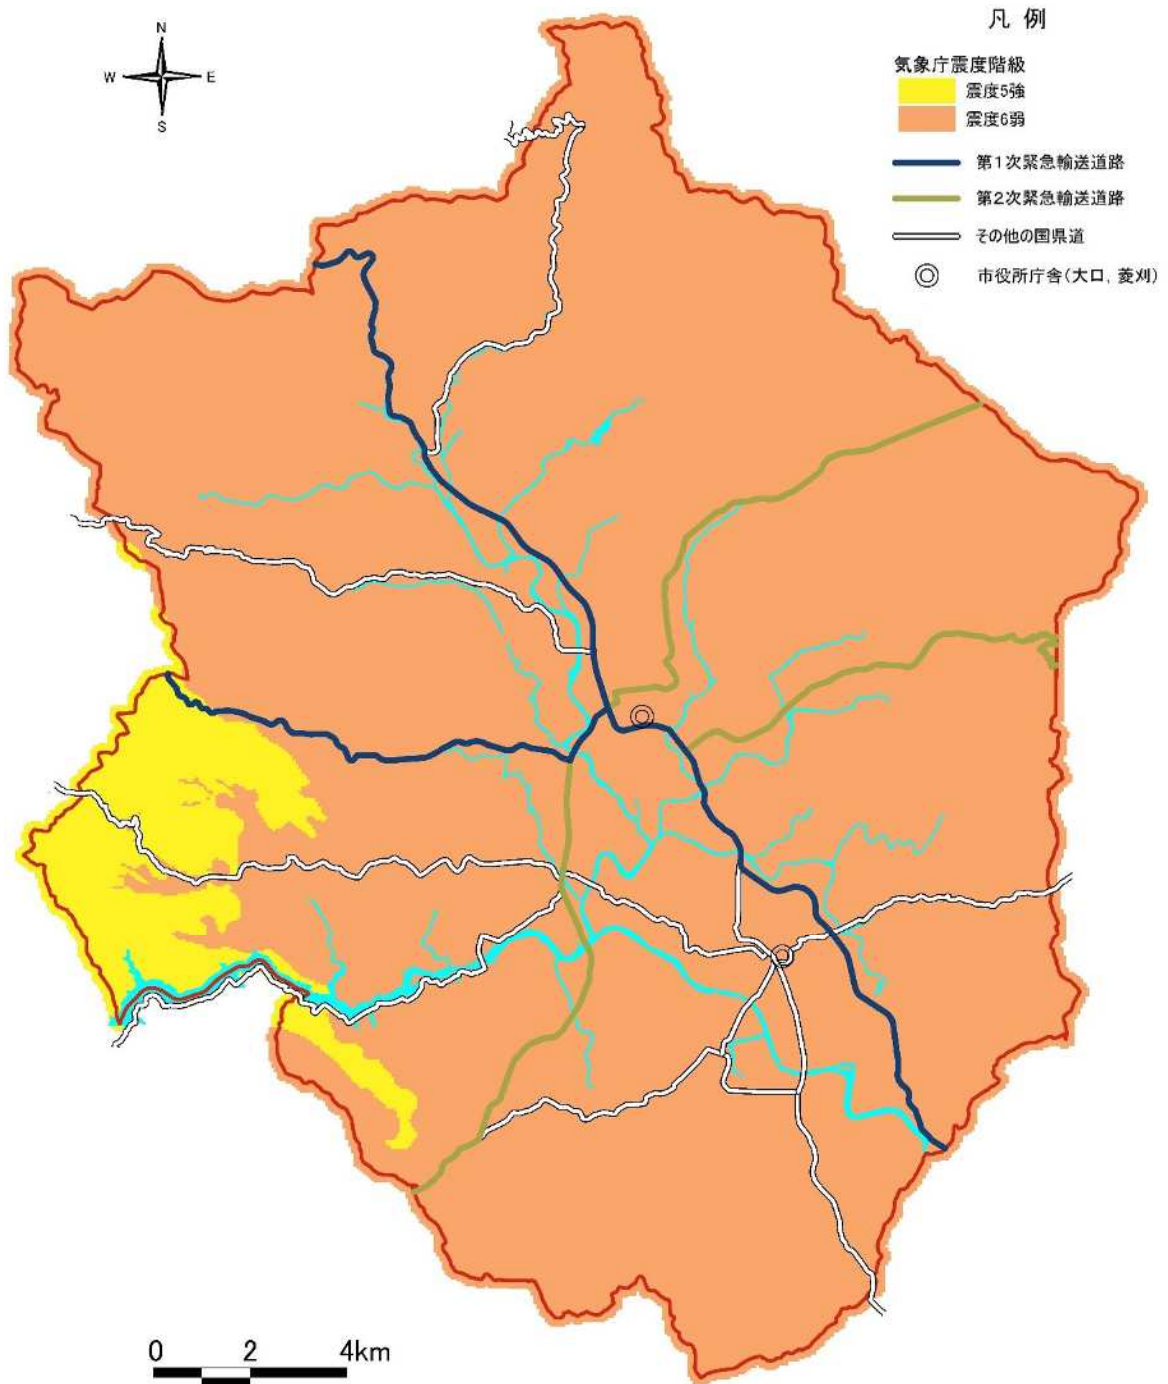 凡 例
N
W E
S
気象庁震度階級
震度5強
震度6弱
第1次緊急輸送道路
第2次緊急輸送道路
その他の国県道
市役所庁舎(大口, 菱刈)
0 2 4km